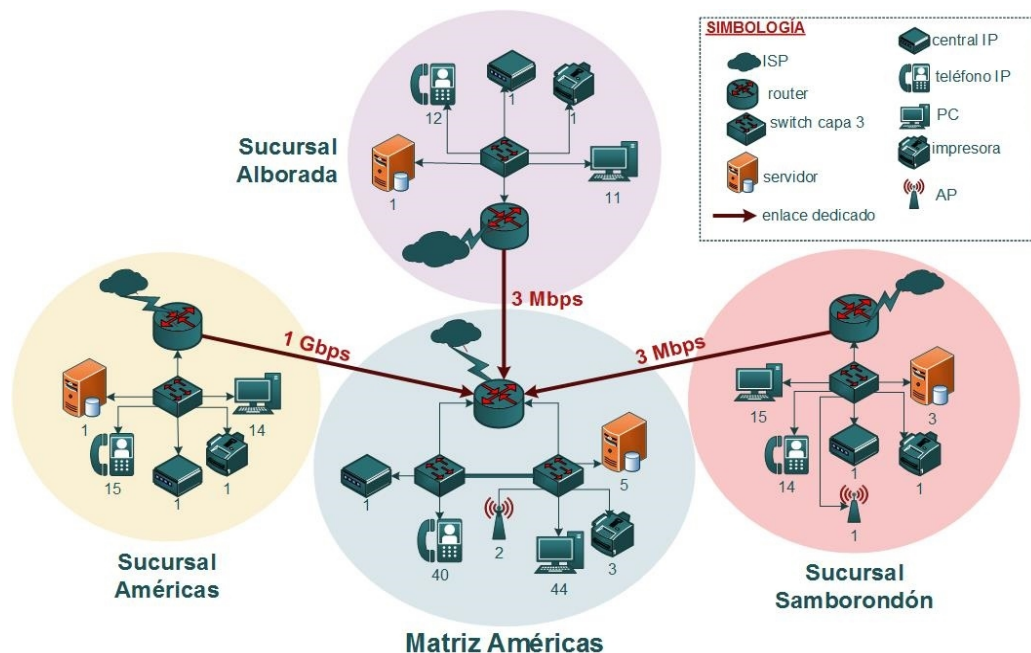 SIMBOLOGÍA
ISP
router
switch capa 3
servidor
enlace dedicado
central IP
teléfono IP
PC
impresora
AP
Sucursal
Alborada
12
1
1
1
11
3 Mbps
1 Gbps
3 Mbps
1
14
15
1
1
Sucursal
Américas
1
40
2
44
3
5
Matriz Américas
15
3
14
1
1
1
Sucursal
Samborondón